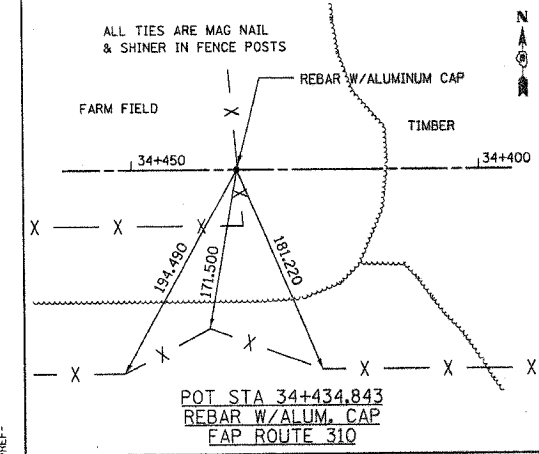 ALL TIES ARE MAG NAIL
& SHINER IN FENCE POSTS
N
REBAR W/ALUMINUM CAP
FARM FIELD
X
TIMBER
34+450
34+400
X
X X X
194.490
171.500
181.220
X X
X X X X
POT STA 34+434.843
REBAR W/ALUM. CAP
FAP ROUTE 310
REF-